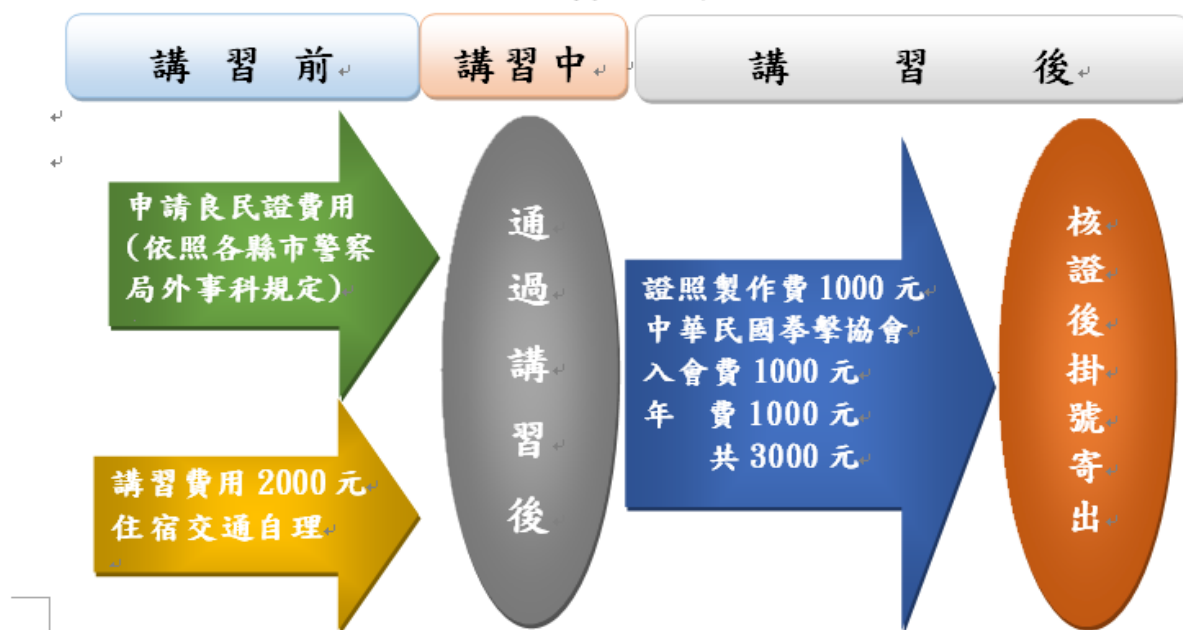 講習前
講習中
講習後
申請良民證費用
(依照各縣市警察
局外事科規定)
講習費用 2000 元
住宿交通自理
通過講習後
證照製作費 1000 元
中華民國拳擊協會
入會費 1000 元
年 費 1000 元
共 3000 元
核證後掛號寄出